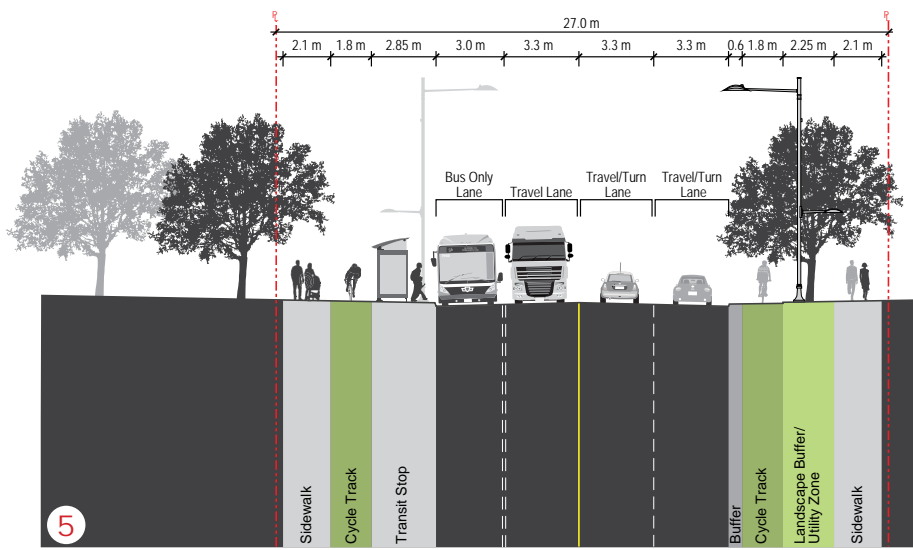 ℄ ℄
27.0 m
2.1 m 1.8 m 2.85 m 3.0 m 3.3 m 3.3 m 3.3 m 0.6 1.8 m 2.25 m 2.1 m
Bus Only
Lane
Travel Lane
Travel/Turn
Lane
Travel/Turn
Lane
Sidewalk
Cycle Track
Transit Stop
Buffer
Cycle Track
Landscape Buffer/
Utility Zone
Sidewalk
5